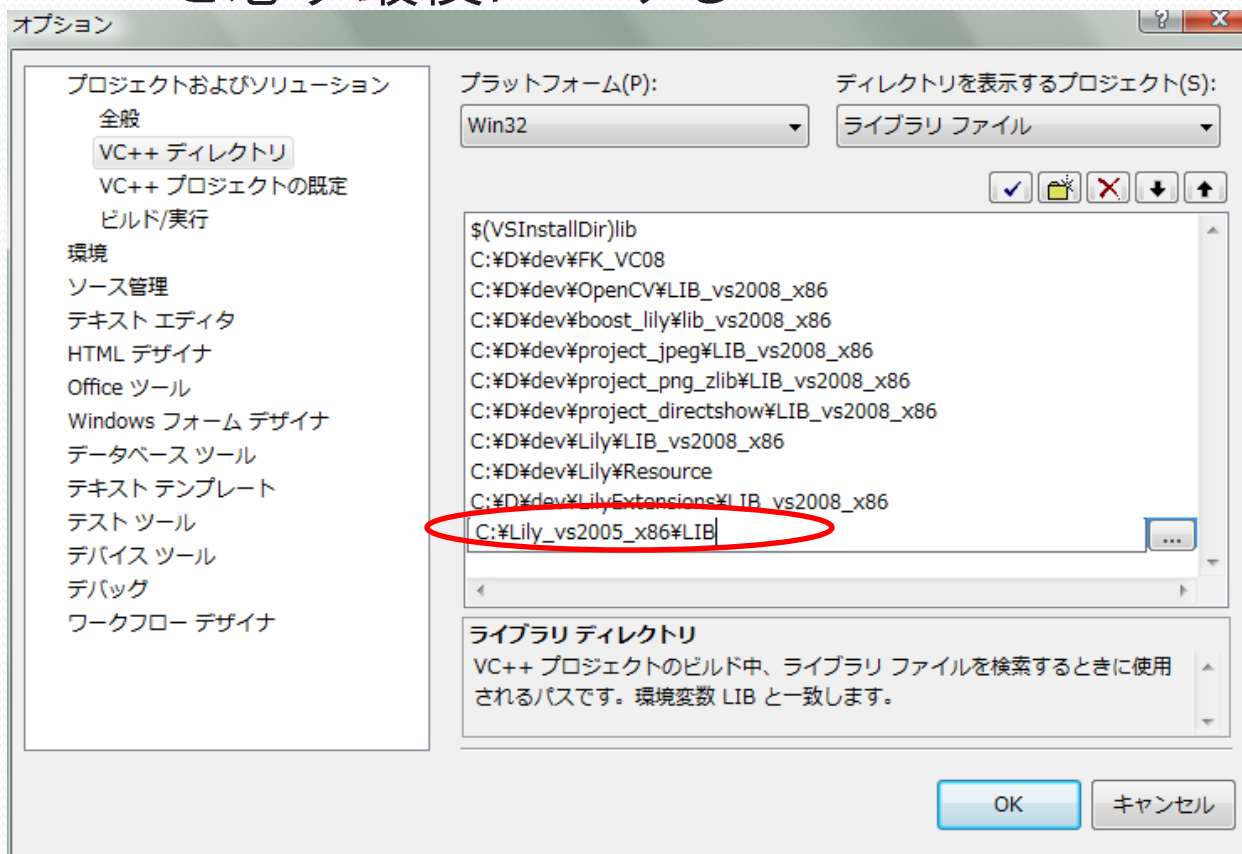 を必ず最後に
オプション
プロジェクトおよびソリューション
全般
VC++ ディレクトリ
VC++ プロジェクトの既定
ビルド/実行
環境
ソース管理
テキスト エディタ
HTML デザイナ
Office ツール
Windows フォーム デザイナ
データベース ツール
テキスト テンプレート
テスト ツール
デバイス ツール
デバッグ
ワークフロー デザイナ
プラットフォーム(P):
Win32
ディレクトリを表示するプロジェクト(S):
ライブラリ ファイル
$(VSInstallDir)lib
C:¥D¥dev¥FK_VC08
C:¥D¥dev¥OpenCV¥LIB_vs2008_x86
C:¥D¥dev¥boost_lily¥lib_vs2008_x86
C:¥D¥dev¥project_jpeg¥LIB_vs2008_x86
C:¥D¥dev¥project_png_zlib¥LIB_vs2008_x86
C:¥D¥dev¥project_directshow¥LIB_vs2008_x86
C:¥D¥dev¥Lily¥LIB_vs2008_x86
C:¥D¥dev¥Lily¥Resource
C:¥D¥dev¥LilyExtensions¥LIB_vs2008_x86
C:¥Lily_vs2005_x86¥LIB
...
ライブラリ ディレクトリ
VC++ プロジェクトのビルド中、ライブラリ ファイルを検索するときに使用
されるパスです。環境変数 LIB と一致します。
OK
キャンセル